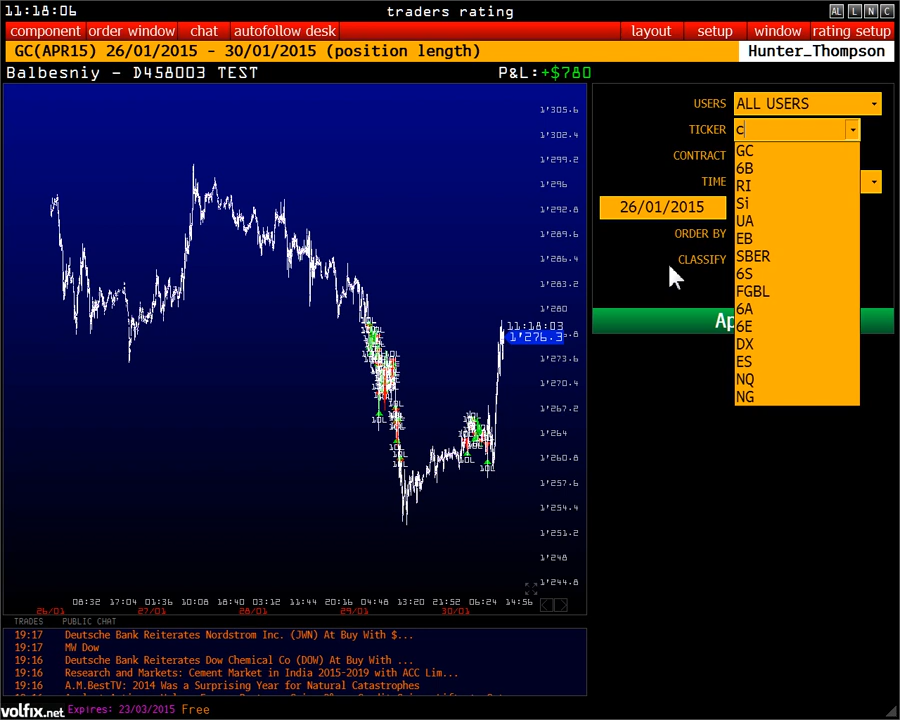 11:18:06
traders rating
AL L N C
component order window chat autofollow desk layout setup window rating setup
GC(APR15) 26/01/2015 - 30/01/2015 (position length)
Hunter_Thompson
Balbesniy - D458003 TEST
P&L:+$780
USERS ALL USERS
TICKER c
CONTRACT
TIME
26/01/2015
ORDER BY
CLASSIFY
GC
6B
RI
Si
UA
EB
SBER
6S
FGBL
6A
6E
DX
ES
NQ
NG
1'305.6
1'302.4
1'299.2
1'296
1'292.8
1'289.6
1'286.4
1'283.2
1'280
11:18:03
1'276.3
1'273.6
1'270.4
1'267.2
1'264
1'260.8
1'257.6
1'254.4
1'251.2
1'248
1'244.8
08:32 17:04 01:36 10:08 18:40 03:12 11:44 20:16 04:48 13:20 21:52 06:24 14:56
26/01 27/01 28/01 29/01 30/01
TRADES PUBLIC CHAT
19:17 Deutsche Bank Reiterates Nordstrom Inc. (JWN) At Buy With $...
19:17 MW Dow
19:16 Deutsche Bank Reiterates Dow Chemical Co (DOW) At Buy With ...
19:16 Research and Markets: Cement Market in India 2015-2019 with ACC Lim...
19:16 A.M.BestTV: 2014 Was a Surprising Year for Natural Catastrophes
volfix.net Expires: 23/03/2015 Free